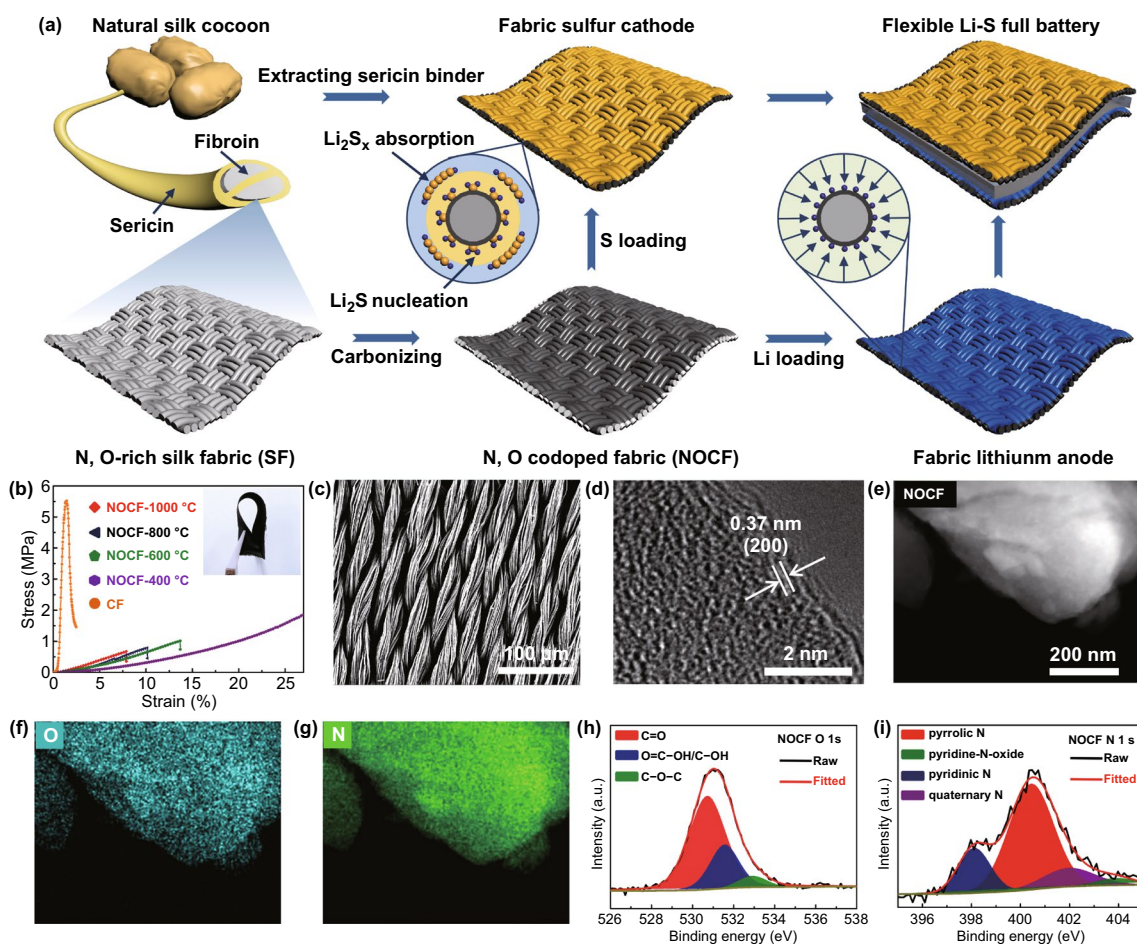 (a)
Natural silk cocoon
Fabric sulfur cathode
Flexible Li-S full battery
Extracting sericin binder
Li₂Sₓ absorption
Fibroin
Sericin
S loading
Li₂S nucleation
Carbonizing
Li loading
N, O-rich silk fabric (SF)
N, O codoped fabric (NOCF)
Fabric lithiunm anode
(b)
6
5
4
3
2
1
0
Stress (MPa)
NOCF-1000 °C
NOCF-800 °C
NOCF-600 °C
NOCF-400 °C
CF
0 5 10 15 20 25
Strain (%)
(c)
100 um
(d)
0.37 nm
(200)
2 nm
(e)
NOCF
200 nm
(f)
O
(g)
N
(h)
C=O
O=C–OH/C–OH
C–O–C
NOCF O 1s
Raw
Fitted
Intensity (a.u.)
526 528 530 532 534 536 538
Binding energy (eV)
(i)
pyrrolic N
pyridine-N-oxide
pyridinic N
quaternary N
NOCF N 1 s
Raw
Fitted
Intensity (a.u.)
396 398 400 402 404
Binding energy (eV)